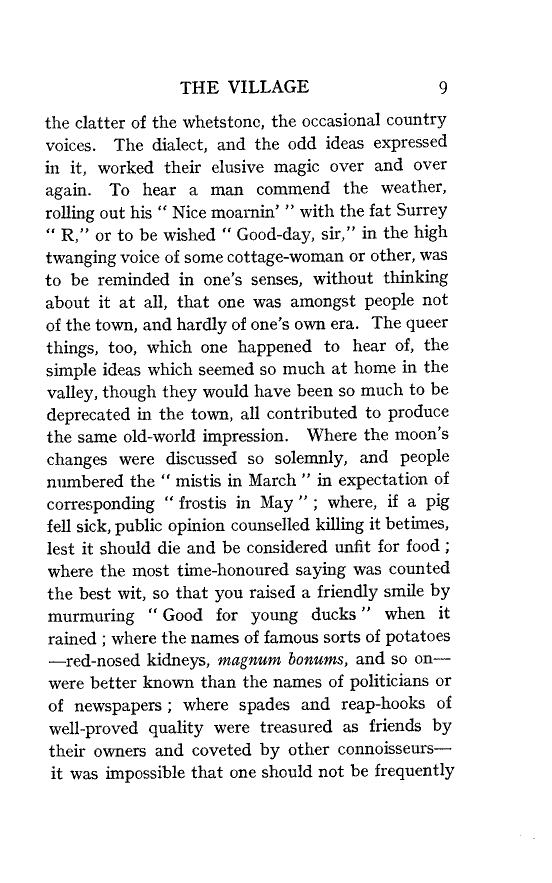 THE VILLAGE 9
the clatter of the whetstone, the occasional country
voices. The dialect, and the odd ideas expressed
in it, worked their elusive magic over and over
again. To hear a man commend the weather,
rolling out his “ Nice moarnin’ ” with the fat Surrey
“ R,” or to be wished “ Good-day, sir,” in the high
twanging voice of some cottage-woman or other, was
to be reminded in one’s senses, without thinking
about it at all, that one was amongst people not
of the town, and hardly of one’s own era. The queer
things, too, which one happened to hear of, the
simple ideas which seemed so much at home in the
valley, though they would have been so much to be
deprecated in the town, all contributed to produce
the same old-world impression. Where the moon’s
changes were discussed so solemnly, and people
numbered the “ mistis in March ” in expectation of
corresponding “ frostis in May ” ; where, if a pig
fell sick, public opinion counselled killing it betimes,
lest it should die and be considered unfit for food ;
where the most time-honoured saying was counted
the best wit, so that you raised a friendly smile by
murmuring “ Good for young ducks ” when it
rained ; where the names of famous sorts of potatoes
—red-nosed kidneys, magnum bonums, and so on—
were better known than the names of politicians or
of newspapers ; where spades and reap-hooks of
well-proved quality were treasured as friends by
their owners and coveted by other connoisseurs—
it was impossible that one should not be frequently